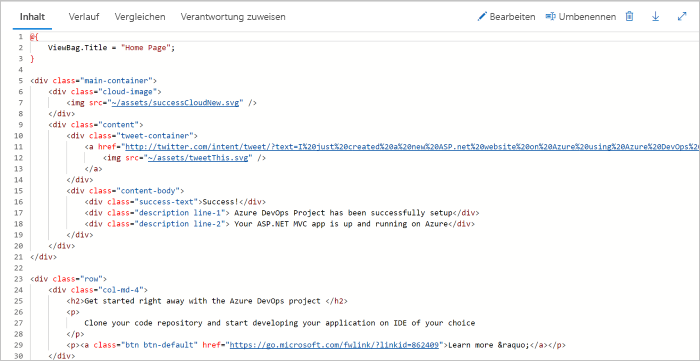 Inhalt Verlauf Vergleichen Verantwortung zuweisen Bearbeiten Umbenennen
1 @{
2 ViewBag.Title = "Home Page";
3 }
4
5 <div class="main-container">
6 <div class="cloud-image">
7 <img src="~/assets/successCloudNew.svg" />
8 </div>
9 <div class="content">
10 <div class="tweet-container">
11 <a href="http://twitter.com/intent/tweet/?text=I%20just%20created%20a%20new%20ASP.net%20website%20on%20Azure%20using%20Azure%20DevOps%
12 <img src="~/assets/tweetThis.svg" />
13 </a>
14 </div>
15 <div class="content-body">
16 <div class="success-text">Success!</div>
17 <div class="description line-1"> Azure DevOps Project has been successfully setup</div>
18 <div class="description line-2"> Your ASP.NET MVC app is up and running on Azure</div>
19 </div>
20 </div>
21 </div>
22
23 <div class="row">
24 <div class="col-md-4">
25 <h2>Get started right away with the Azure DevOps project </h2>
26 <p>
27 Clone your code repository and start developing your application on IDE of your choice
28 </p>
29 <p><a class="btn btn-default" href="https://go.microsoft.com/fwlink/?linkid=862409">Learn more &raquo;</a></p>
30 </div>